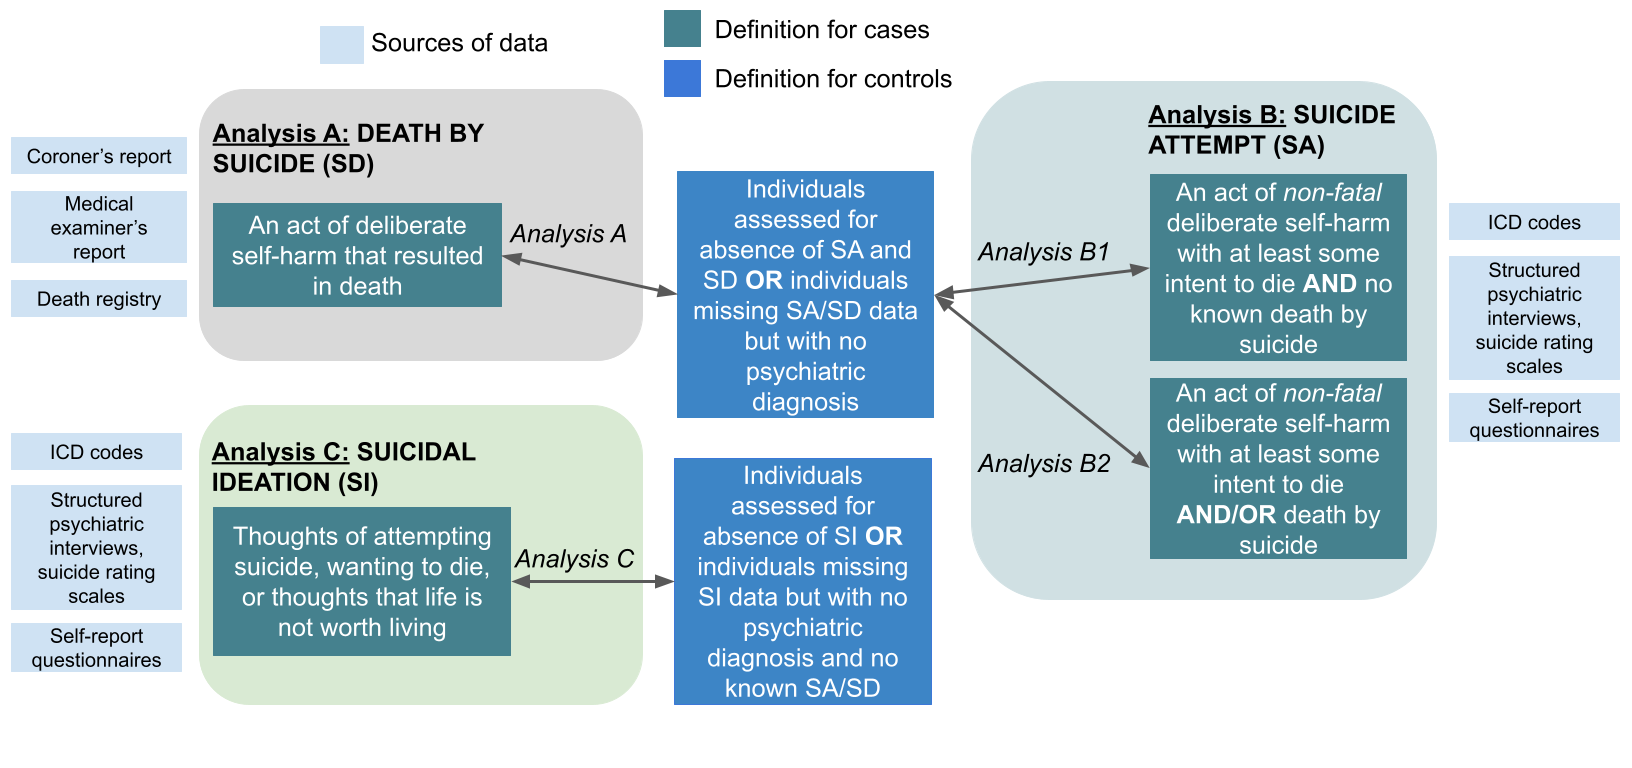 Sources of data
Definition for cases
Definition for controls
Analysis A: DEATH BY
SUICIDE (SD)
Coroner’s report
Medical
examiner’s
report
Death registry
An act of deliberate
self-harm that resulted
in death
Analysis A
Individuals
assessed for
absence of SA and
SD OR individuals
missing SA/SD data
but with no
psychiatric
diagnosis
Analysis B: SUICIDE
ATTEMPT (SA)
Analysis B1
An act of non-fatal
deliberate self-harm
with at least some
intent to die AND no
known death by
suicide
Analysis B2
An act of non-fatal
deliberate self-harm
with at least some
intent to die
AND/OR death by
suicide
ICD codes
Structured
psychiatric
interviews,
suicide rating
scales
Self-report
questionnaires
Analysis C: SUICIDAL
IDEATION (SI)
ICD codes
Structured
psychiatric
interviews,
suicide rating
scales
Self-report
questionnaires
Thoughts of attempting
suicide, wanting to die,
or thoughts that life is
not worth living
Analysis C
Individuals
assessed for
absence of SI OR
individuals missing
SI data but with no
psychiatric
diagnosis and no
known SA/SD